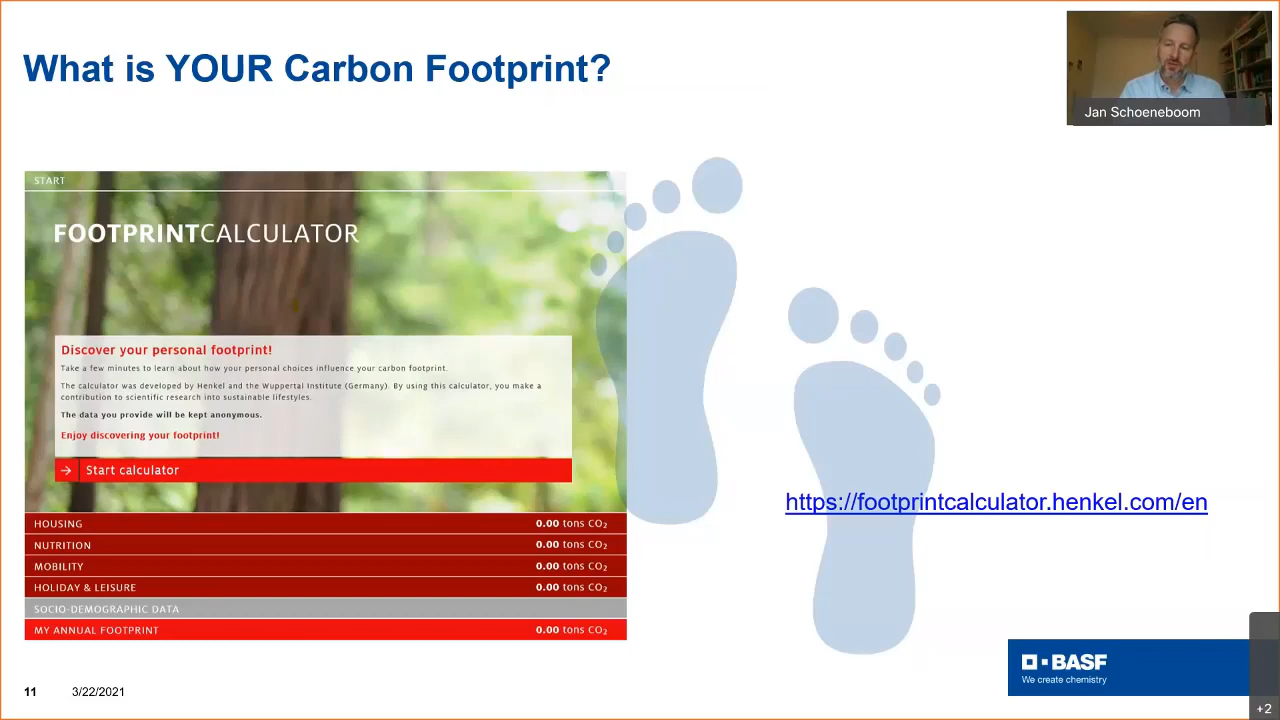 What is YOUR Carbon Footprint?
Jan Schoeneboom
START
FOOTPRINTCALCULATOR
Discover your personal footprint!
Take a few minutes to learn about how your personal choices influence your carbon footprint.
The calculator was developed by Henkel and the Wuppertal Institute (Germany). By using this calculator, you make a
contribution to scientific research into sustainable lifestyles.
The data you provide will be kept anonymous.
Enjoy discovering your footprint!
→ Start calculator
HOUSING 0.00 tons CO₂
NUTRITION 0.00 tons CO₂
MOBILITY 0.00 tons CO₂
HOLIDAY & LEISURE 0.00 tons CO₂
SOCIO-DEMOGRAPHIC DATA
MY ANNUAL FOOTPRINT 0.00 tons CO₂
https://footprintcalculator.henkel.com/en
BASF
We create chemistry
11 3/22/2021
+2